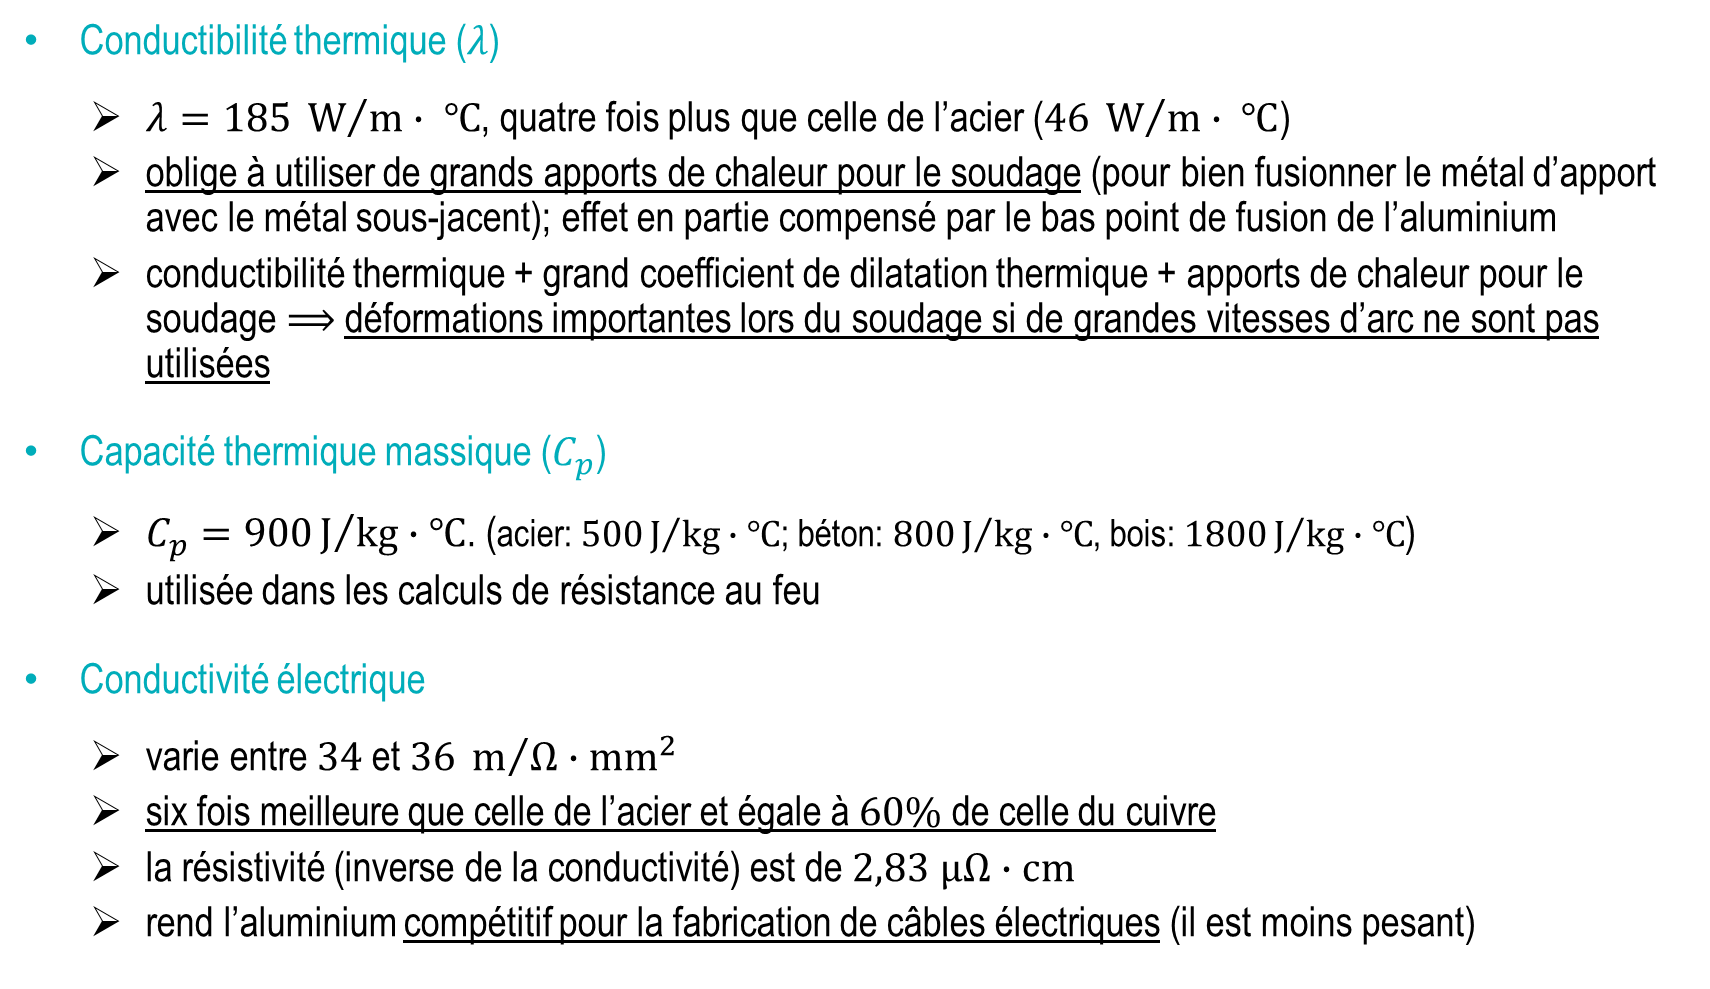 • Conductibilité thermique (λ)
➢ λ = 185 W/m · °C, quatre fois plus que celle de l’acier (46 W/m · °C)
➢ oblige à utiliser de grands apports de chaleur pour le soudage (pour bien fusionner le métal d’apport
avec le métal sous-jacent); effet en partie compensé par le bas point de fusion de l’aluminium
➢ conductibilité thermique + grand coefficient de dilatation thermique + apports de chaleur pour le
soudage ⟹ déformations importantes lors du soudage si de grandes vitesses d’arc ne sont pas
utilisées
• Capacité thermique massique (Cₚ)
➢ Cₚ = 900 J/kg · °C. (acier: 500 J/kg · °C; béton: 800 J/kg · °C, bois: 1800 J/kg · °C)
➢ utilisée dans les calculs de résistance au feu
• Conductivité électrique
➢ varie entre 34 et 36 m/Ω · mm²
➢ six fois meilleure que celle de l’acier et égale à 60% de celle du cuivre
➢ la résistivité (inverse de la conductivité) est de 2,83 μΩ · cm
➢ rend l’aluminium compétitif pour la fabrication de câbles électriques (il est moins pesant)